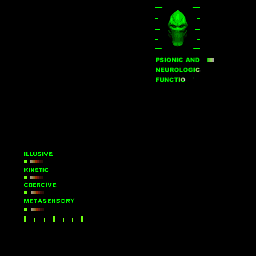 PSIONIC AND
NEUROLOGIC
FUNCTIO
ILLUSIVE
KINETIC
COERCIVE
METASENSORY